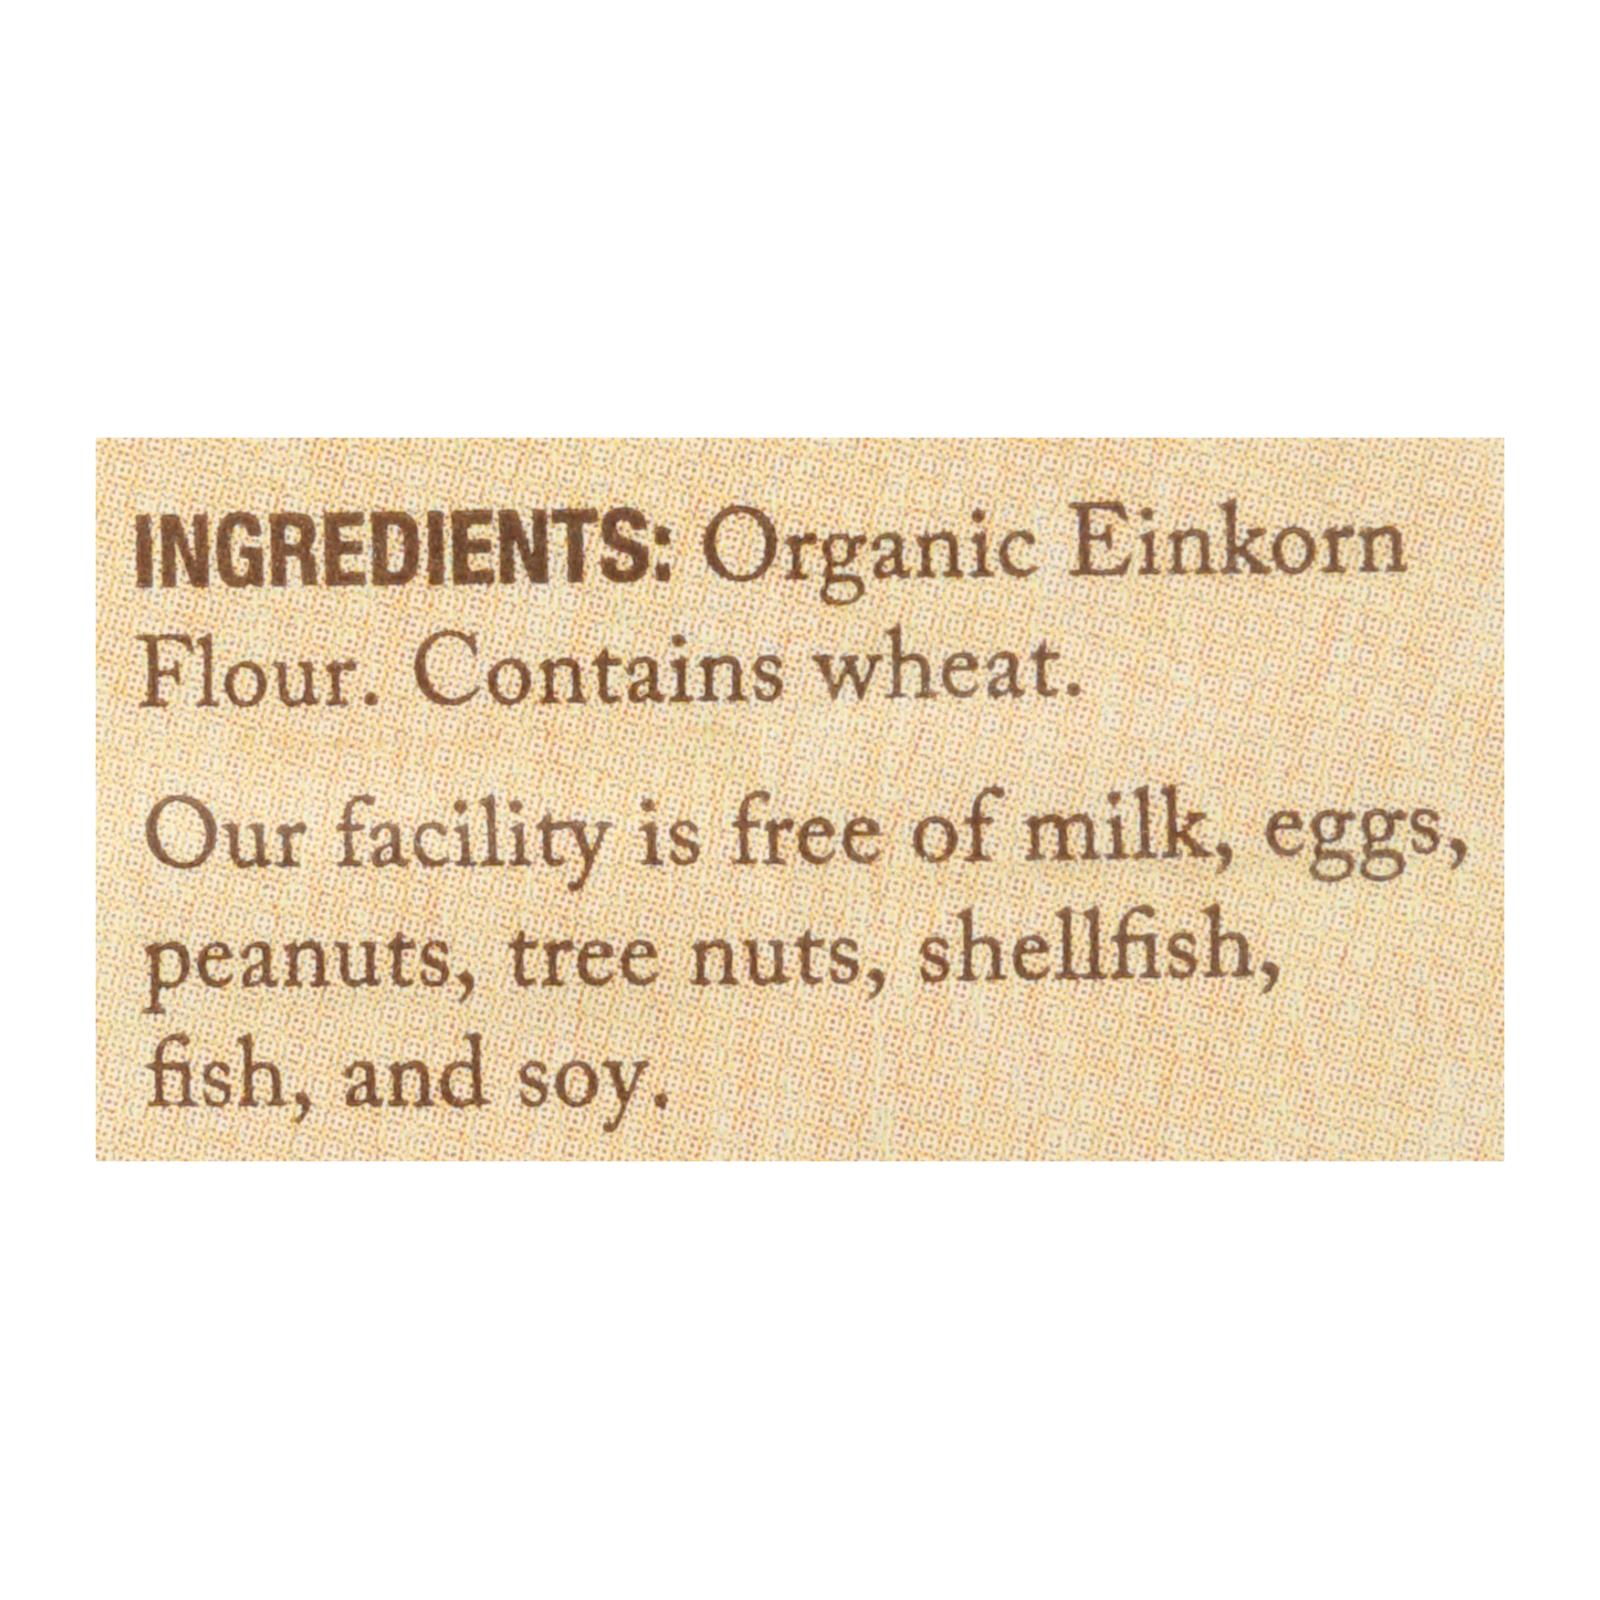 INGREDIENTS: Organic Einkorn
Flour. Contains wheat.
Our facility is free of milk, eggs,
peanuts, tree nuts, shellfish,
fish, and soy.